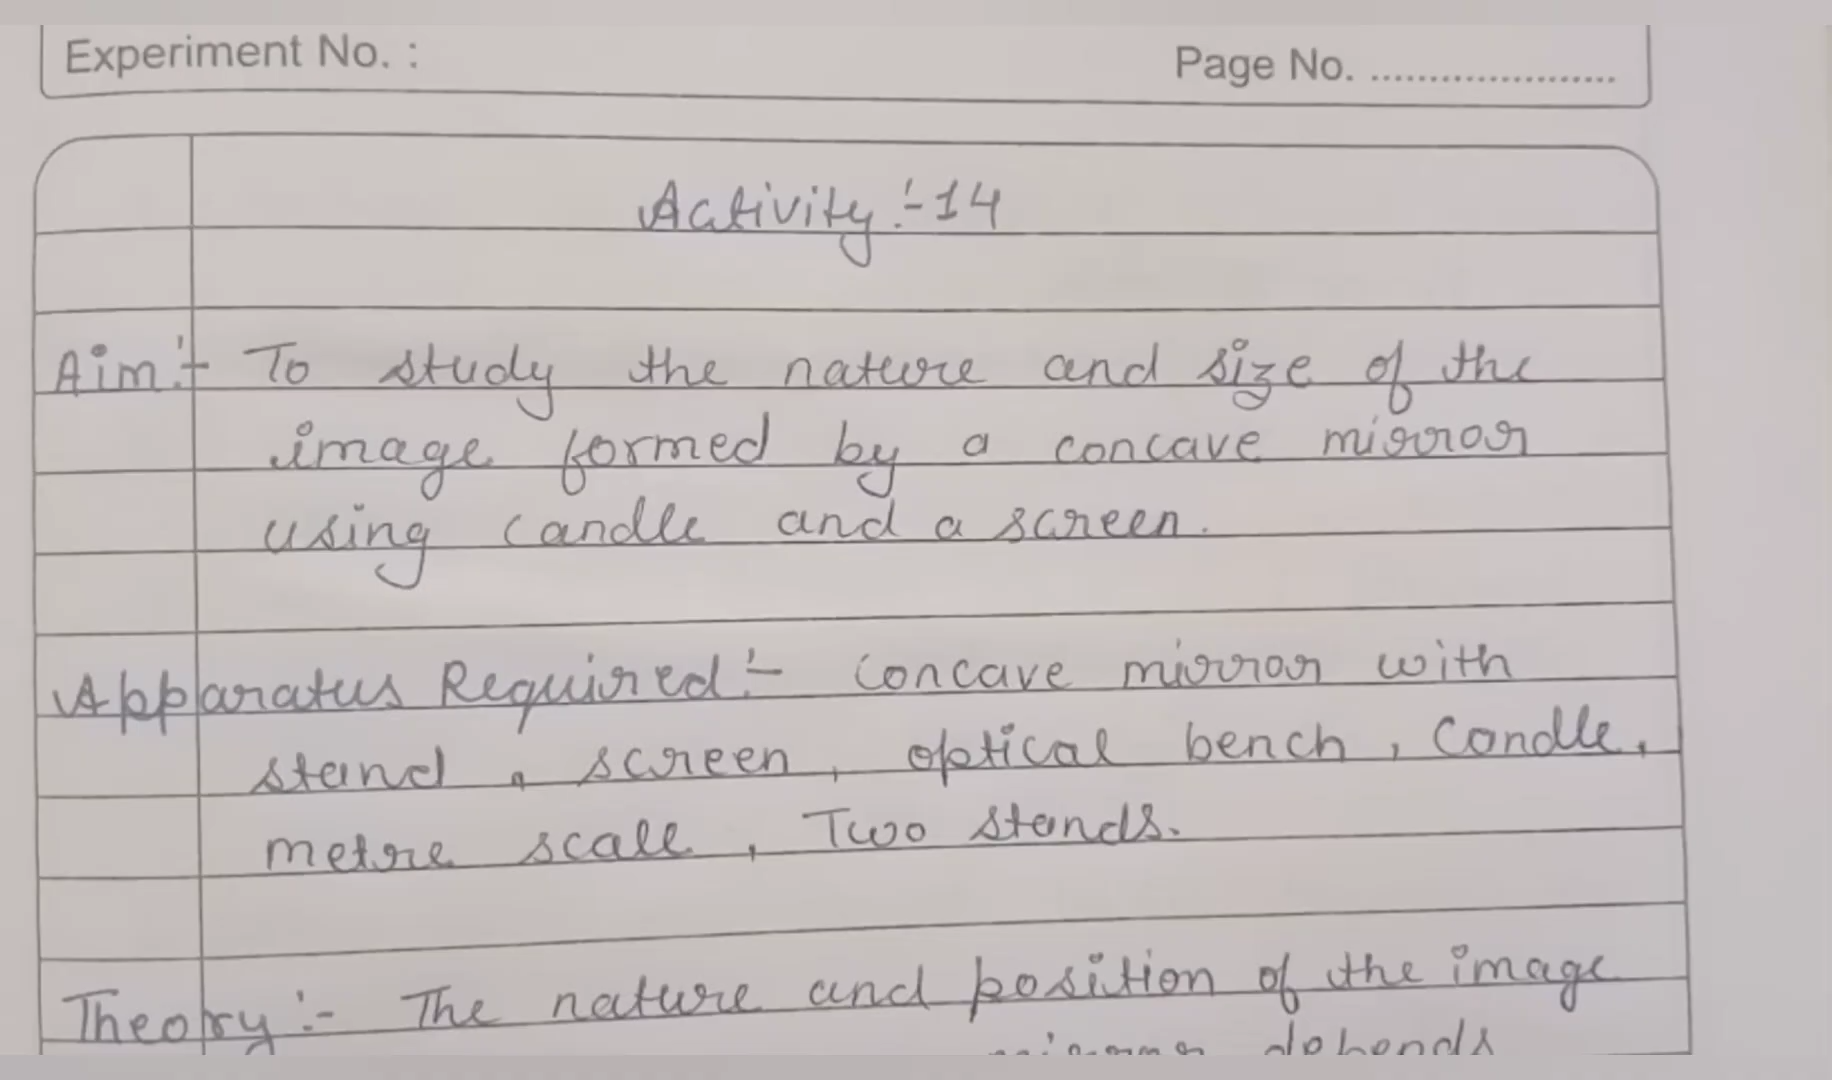 Experiment No. :
Page No. .....................
Activity :- 14
Aim :- To study the nature and size of the
image formed by a concave mirror
using candle and a screen.
Apparatus Required :- Concave mirror with
stand , screen , optical bench , Candle ,
metre scale , Two stands.
Theory :- The nature and position of the image
mirror depends